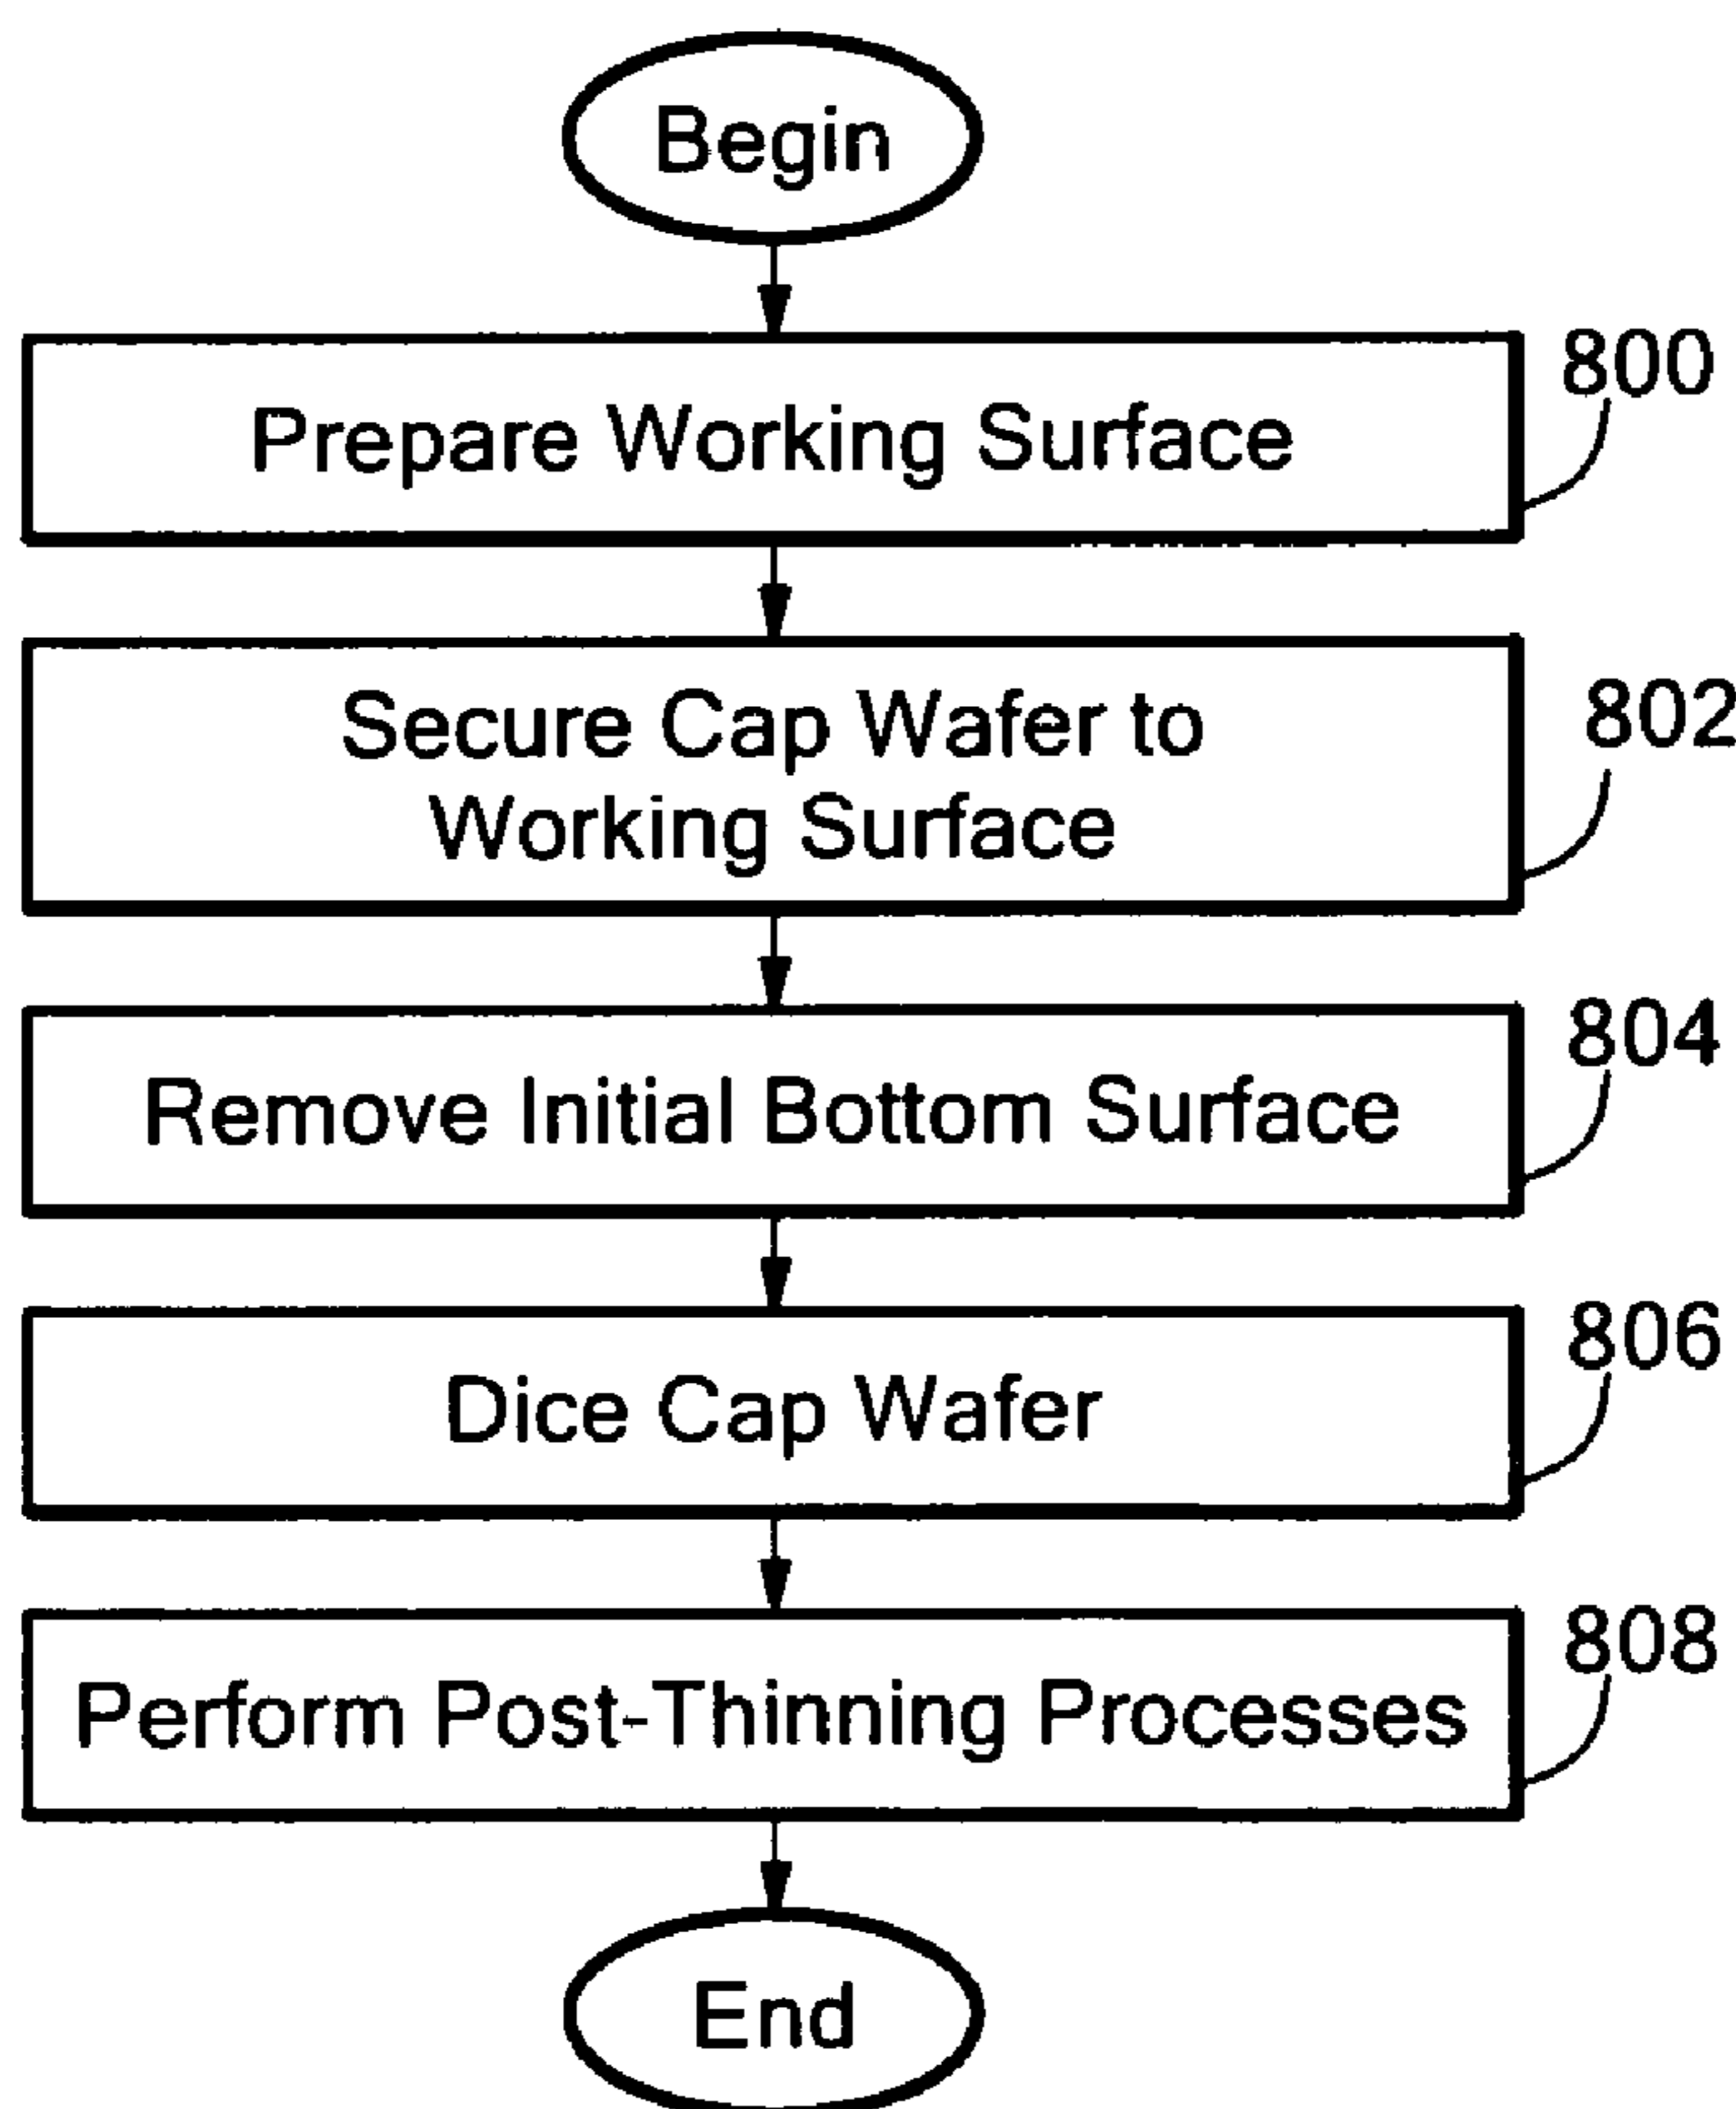 Begin
800
Prepare Working Surface
802
Secure Cap Wafer to
Working Surface
804
Remove Initial Bottom Surface
806
Dice Cap Wafer
808
Perform Post-Thinning Processes
End